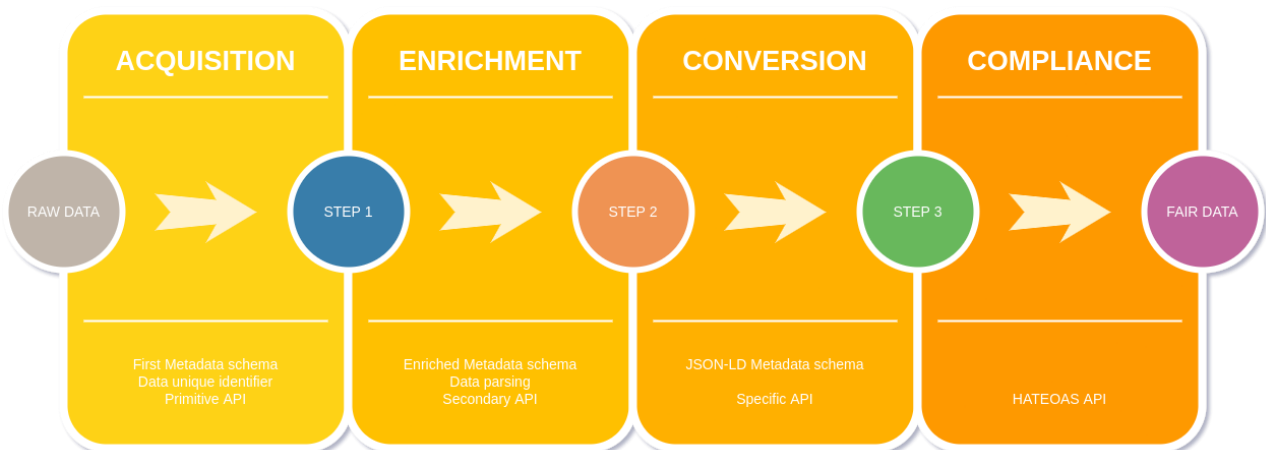 ACQUISITION
ENRICHMENT
CONVERSION
COMPLIANCE
RAW DATA
STEP 1
STEP 2
STEP 3
FAIR DATA
First Metadata schema
Data unique identifier
Primitive API
Enriched Metadata schema
Data parsing
Secondary API
JSON-LD Metadata schema
Specific API
HATEOAS API